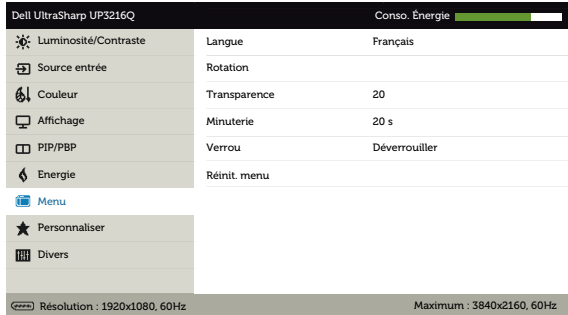 Dell UltraSharp UP3216Q Conso. Énergie
Luminosité/Contraste Langue Français
Source entrée Rotation
Couleur Transparence 20
Affichage Minuterie 20 s
PIP/PBP Verrou Déverrouiller
Energie Réinit. menu
Menu
Personnaliser
Divers
Résolution : 1920x1080, 60Hz Maximum : 3840x2160, 60Hz